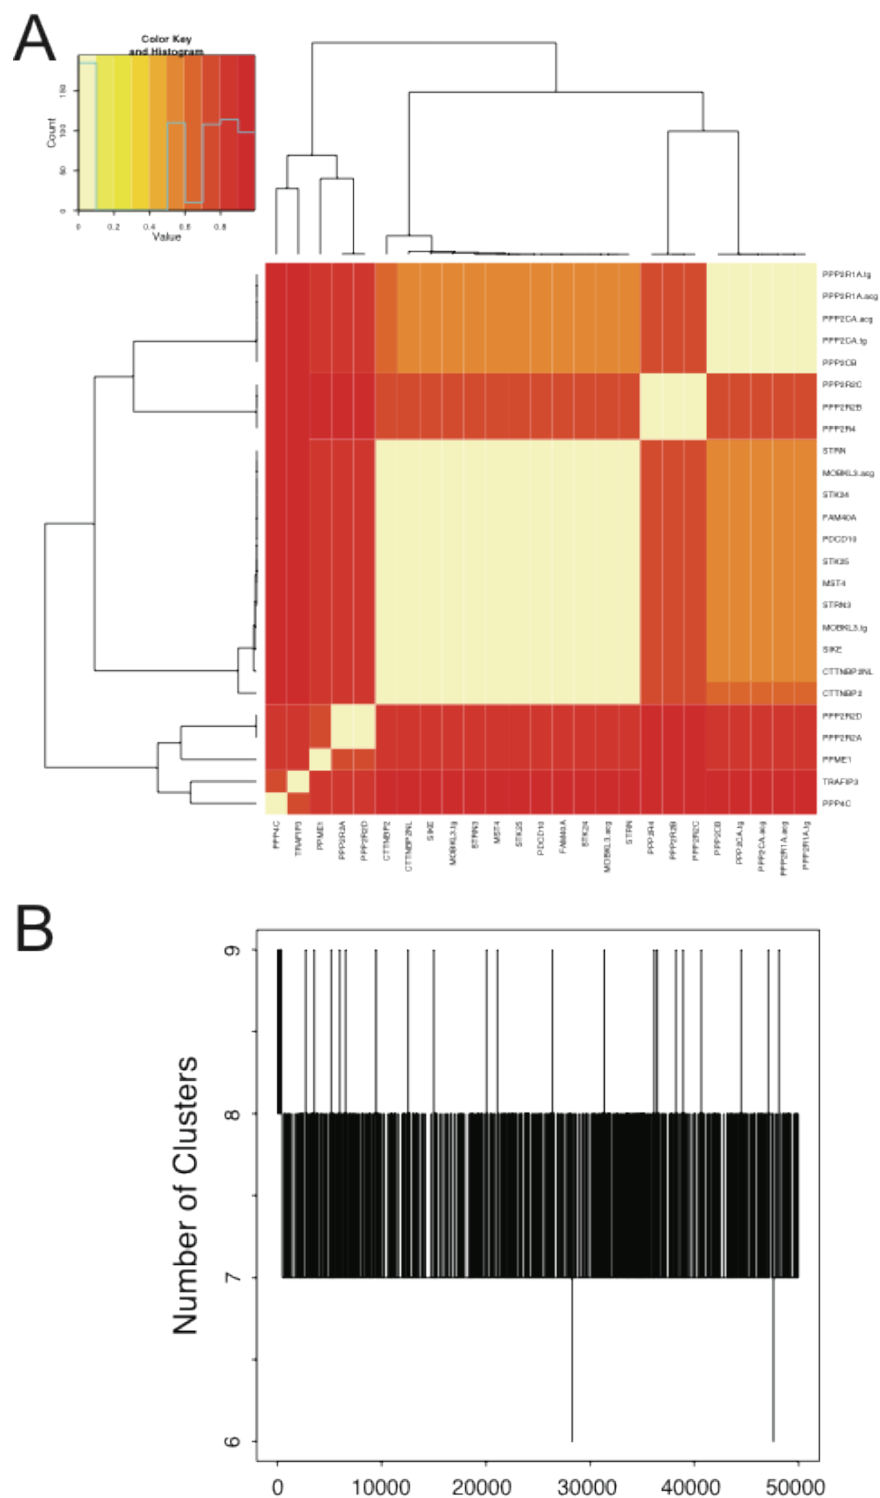 A
Color Key
and Histogram
Count
0
50
100
150
0
0.2
0.4
0.6
0.8
Value
PPP2R1A.tg
PPP2R1A.acg
PPP2CA.acg
PPP2CA.tg
PPP2CB
PPP2R2C
PPP2R2B
PPP2R4
STRN
MOBKL3.acg
STK24
FAM40A
PDCD10
STK25
MST4
STRN3
MOBKL3.tg
SIKE
CTTNBP2NL
CTTNBP2
PPP2R2D
PPP2R2A
PPME1
TRAFIP3
PPP4C
PPP4C
TRAFIP3
PPME1
PPP2R2A
PPP2R2D
CTTNBP2
CTTNBP2NL
SIKE
MOBKL3.tg
STRN3
MST4
STK25
PDCD10
FAM40A
STK24
MOBKL3.acg
STRN
PPP2R4
PPP2R2B
PPP2R2C
PPP2CB
PPP2CA.tg
PPP2CA.acg
PPP2R1A.acg
PPP2R1A.tg
B
Number of Clusters
9
8
7
6
0
10000
20000
30000
40000
50000